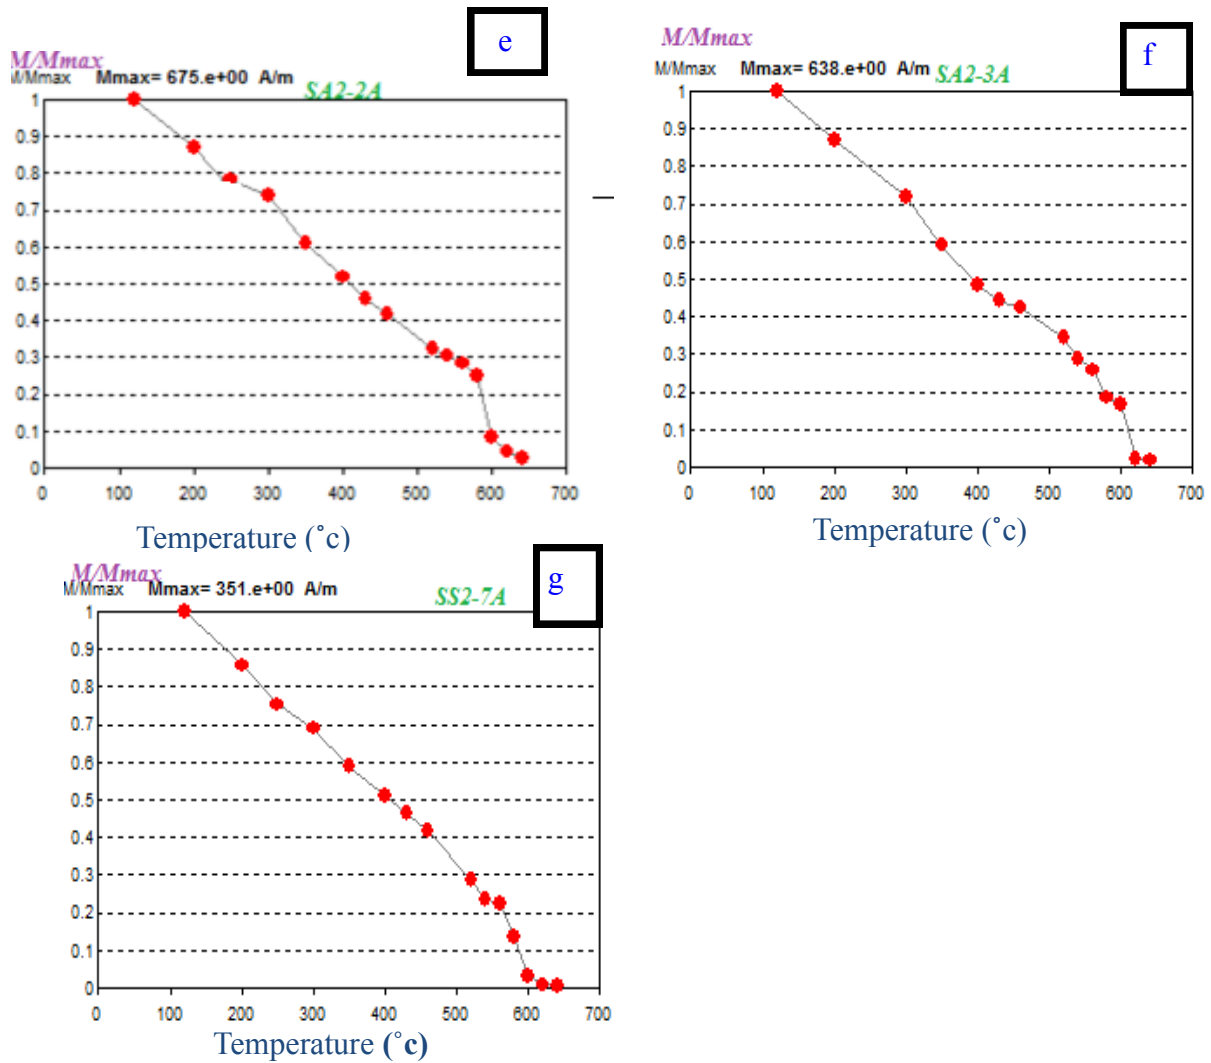 e
M/Mmax
M/Mmax Mmax= 675.e+00 A/m
SA2-2A
1
0.9
0.8
0.7
0.6
0.5
0.4
0.3
0.2
0.1
0
0 100 200 300 400 500 600 700
Temperature (˚c)
f
M/Mmax
M/Mmax Mmax= 638.e+00 A/m
SA2-3A
1
0.9
0.8
0.7
0.6
0.5
0.4
0.3
0.2
0.1
0
0 100 200 300 400 500 600 700
Temperature (˚c)
g
M/Mmax
M/Mmax Mmax= 351.e+00 A/m
SS2-7A
1
0.9
0.8
0.7
0.6
0.5
0.4
0.3
0.2
0.1
0
0 100 200 300 400 500 600 700
Temperature (˚c)